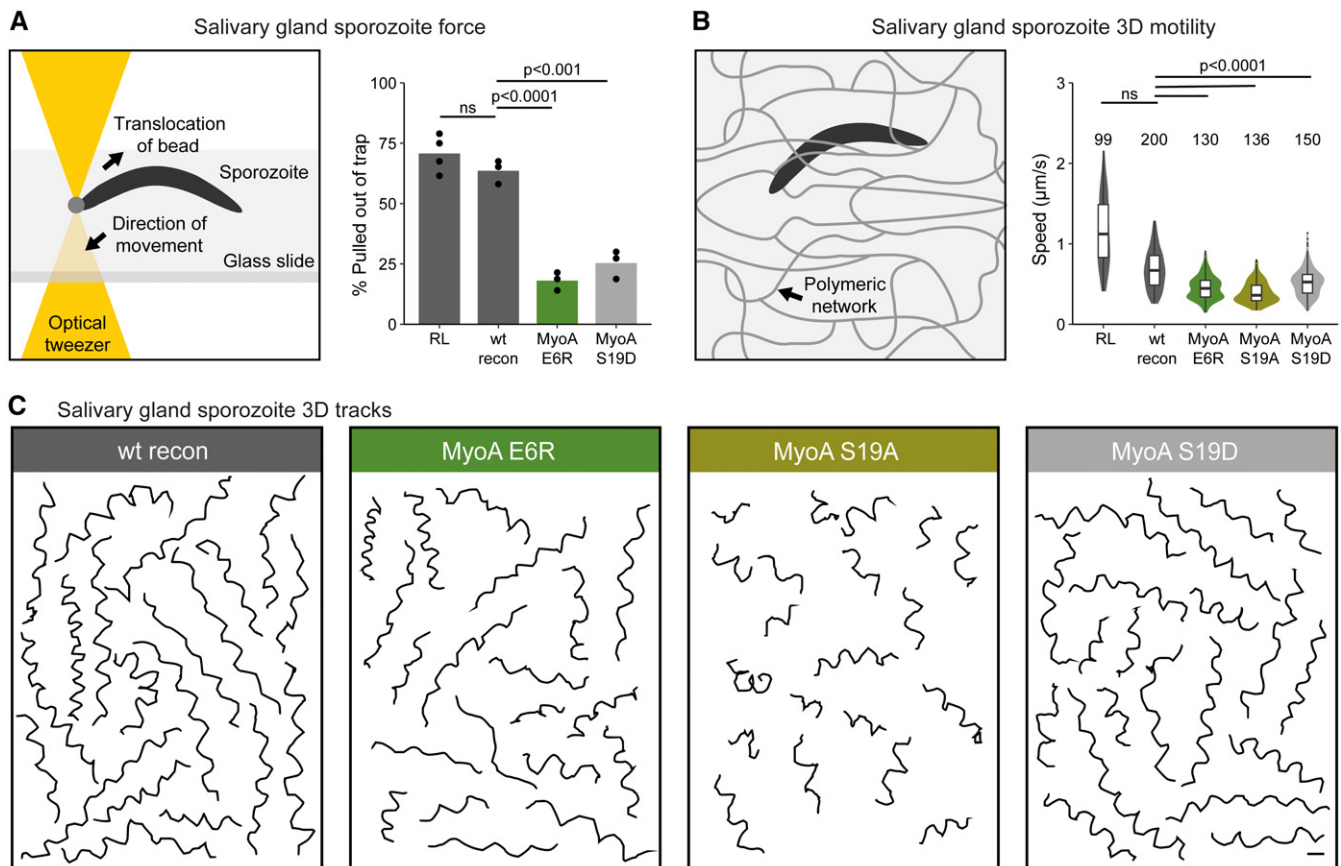 A
Salivary gland sporozoite force
Translocation
of bead
Sporozoite
Direction of
movement
Glass slide
Optical
tweezer
% Pulled out of trap
100
75
50
25
0
p<0.001
ns
p<0.0001
RL
wt
recon
MyoA
E6R
MyoA
S19D
B
Salivary gland sporozoite 3D motility
Polymeric
network
Speed (µm/s)
3
2
1
0
p<0.0001
ns
99 200 130 136 150
RL
wt
recon
MyoA
E6R
MyoA
S19A
MyoA
S19D
C
Salivary gland sporozoite 3D tracks
wt recon
MyoA E6R
MyoA S19A
MyoA S19D